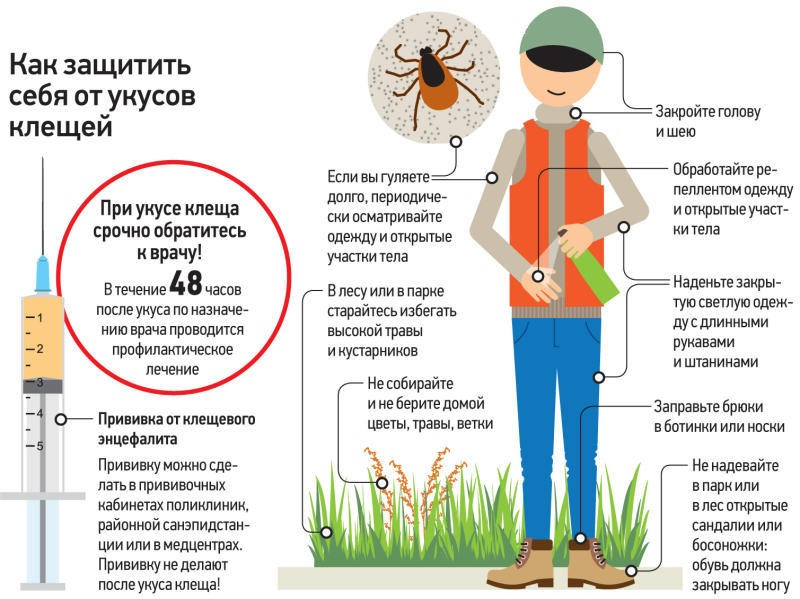 Как защитить
себя от укусов
клещей
При укусе клеща
срочно обратитесь
к врачу!
В течение 48 часов
после укуса по назначе-
нию врача проводится
профилактическое
лечение
1
2
3
4
5
Прививка от клещевого
энцефалита
Прививку можно сде-
лать в прививочных
кабинетах поликлиник,
районной санэпидстан-
ции или в медцентрах.
Прививку не делают
после укуса клеща!
Если вы гуляете
долго, периодиче-
ски осматривайте
одежду и открытые
участки тела
В лесу или в парке
старайтесь избегать
высокой травы
и кустарников
Не собирайте
и не берите домой
цветы, травы, ветки
Закройте голову
и шею
Обработайте ре-
пеллентом одежду
и открытые участ-
ки тела
Наденьте закры-
тую светлую одеж-
ду с длинными
рукавами
и штанинами
Заправьте брюки
в ботинки или носки
Не надевайте
в парк или
в лес открытые
сандалии или
босоножки:
обувь должна
закрывать ногу